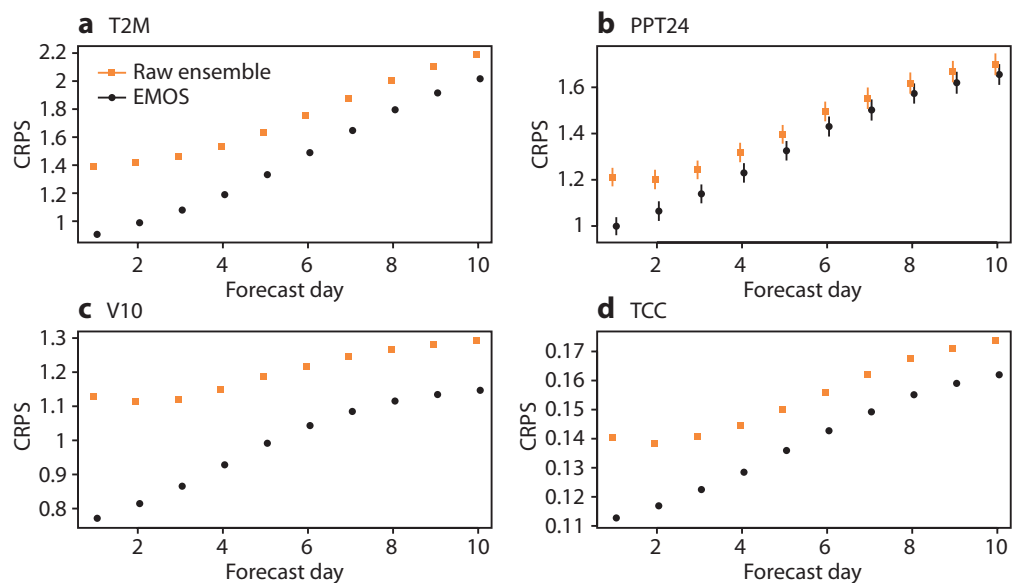 a T2M
CRPS
2.2
2
1.8
1.6
1.4
1.2
1
Raw ensemble
EMOS
2 4 6 8 10
Forecast day
b PPT24
CRPS
1.6
1.4
1.2
1
2 4 6 8 10
Forecast day
c V10
CRPS
1.3
1.2
1.1
1
0.9
0.8
2 4 6 8 10
Forecast day
d TCC
CRPS
0.17
0.16
0.15
0.14
0.13
0.12
0.11
2 4 6 8 10
Forecast day